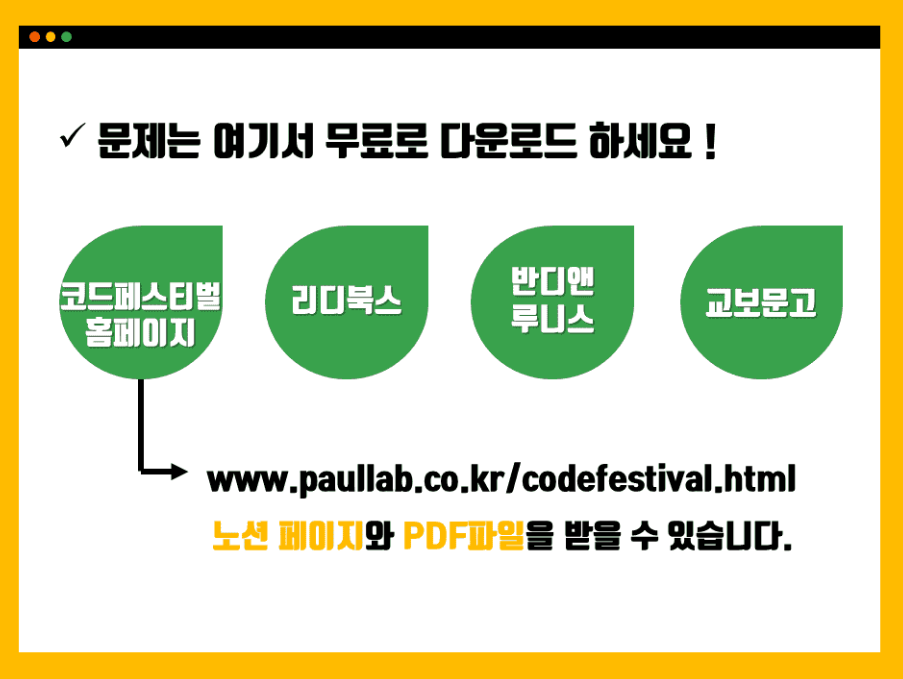 ✓ 문제는 여기서 무료로 다운로드 하세요 !
코드페스티벌
홈페이지
리디북스
반디앤
루니스
교보문고
www.paullab.co.kr/codefestival.html
노션 페이지와 PDF파일을 받을 수 있습니다.